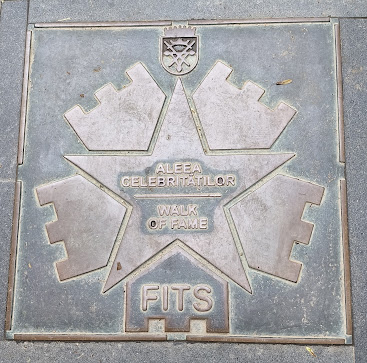 ALEEA
CELEBRITĂȚILOR
WALK
OF FAME
FITS